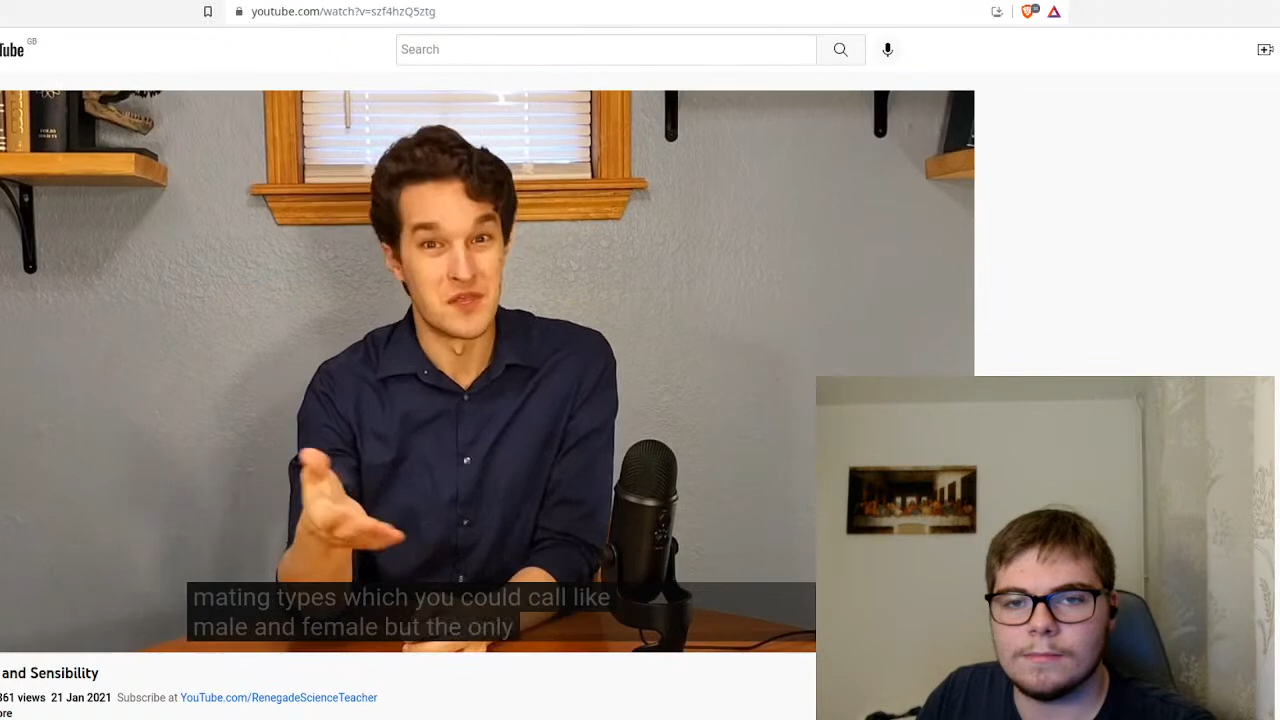 youtube.com/watch?v=szf4hzQ5ztg
Tube GB
Search
mating types which you could call like
male and female but the only
and Sensibility
361 views 21 Jan 2021 Subscribe at YouTube.com/RenegadeScienceTeacher
ore